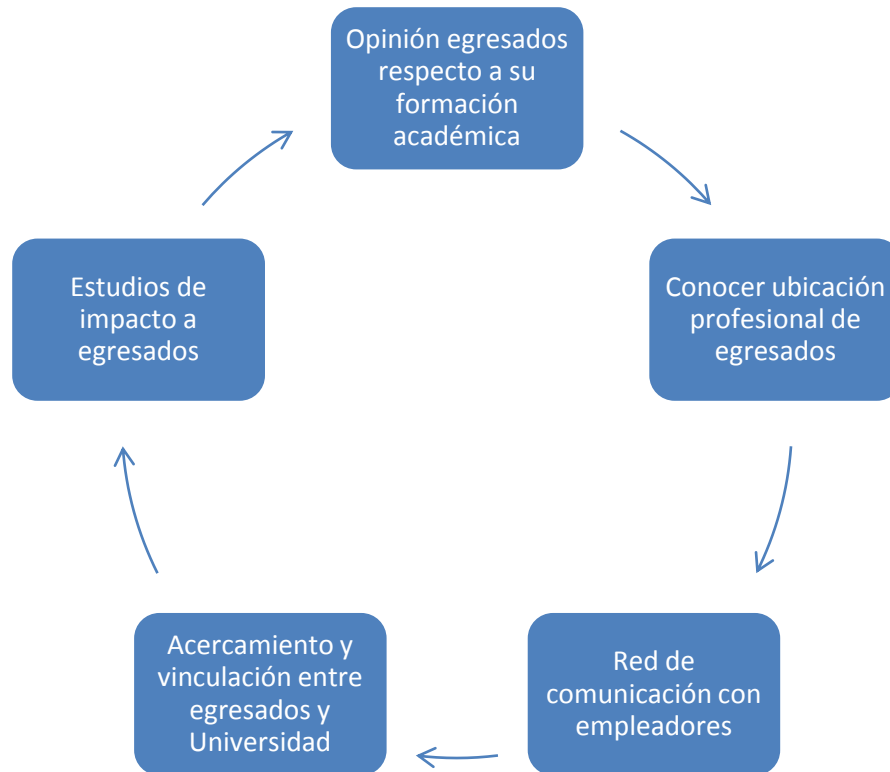 Opinión egresados
respecto a su
formación
académica
Conocer ubicación
profesional de
egresados
Red de
comunicación con
empleadores
Acercamiento y
vinculación entre
egresados y
Universidad
Estudios de
impacto a
egresados